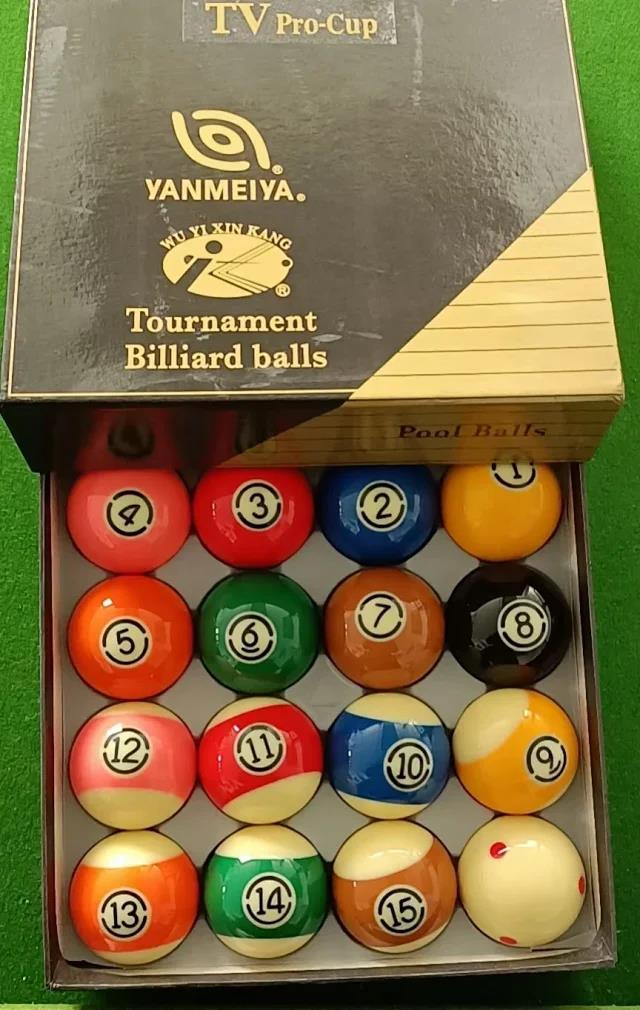 TV Pro-Cup
YANMEIYA®
WU YI XIN KANG
®
Tournament
Billiard balls
Pool Balls
4 3 2 1
5 6 7 8
12 11 10 9
13 14 15